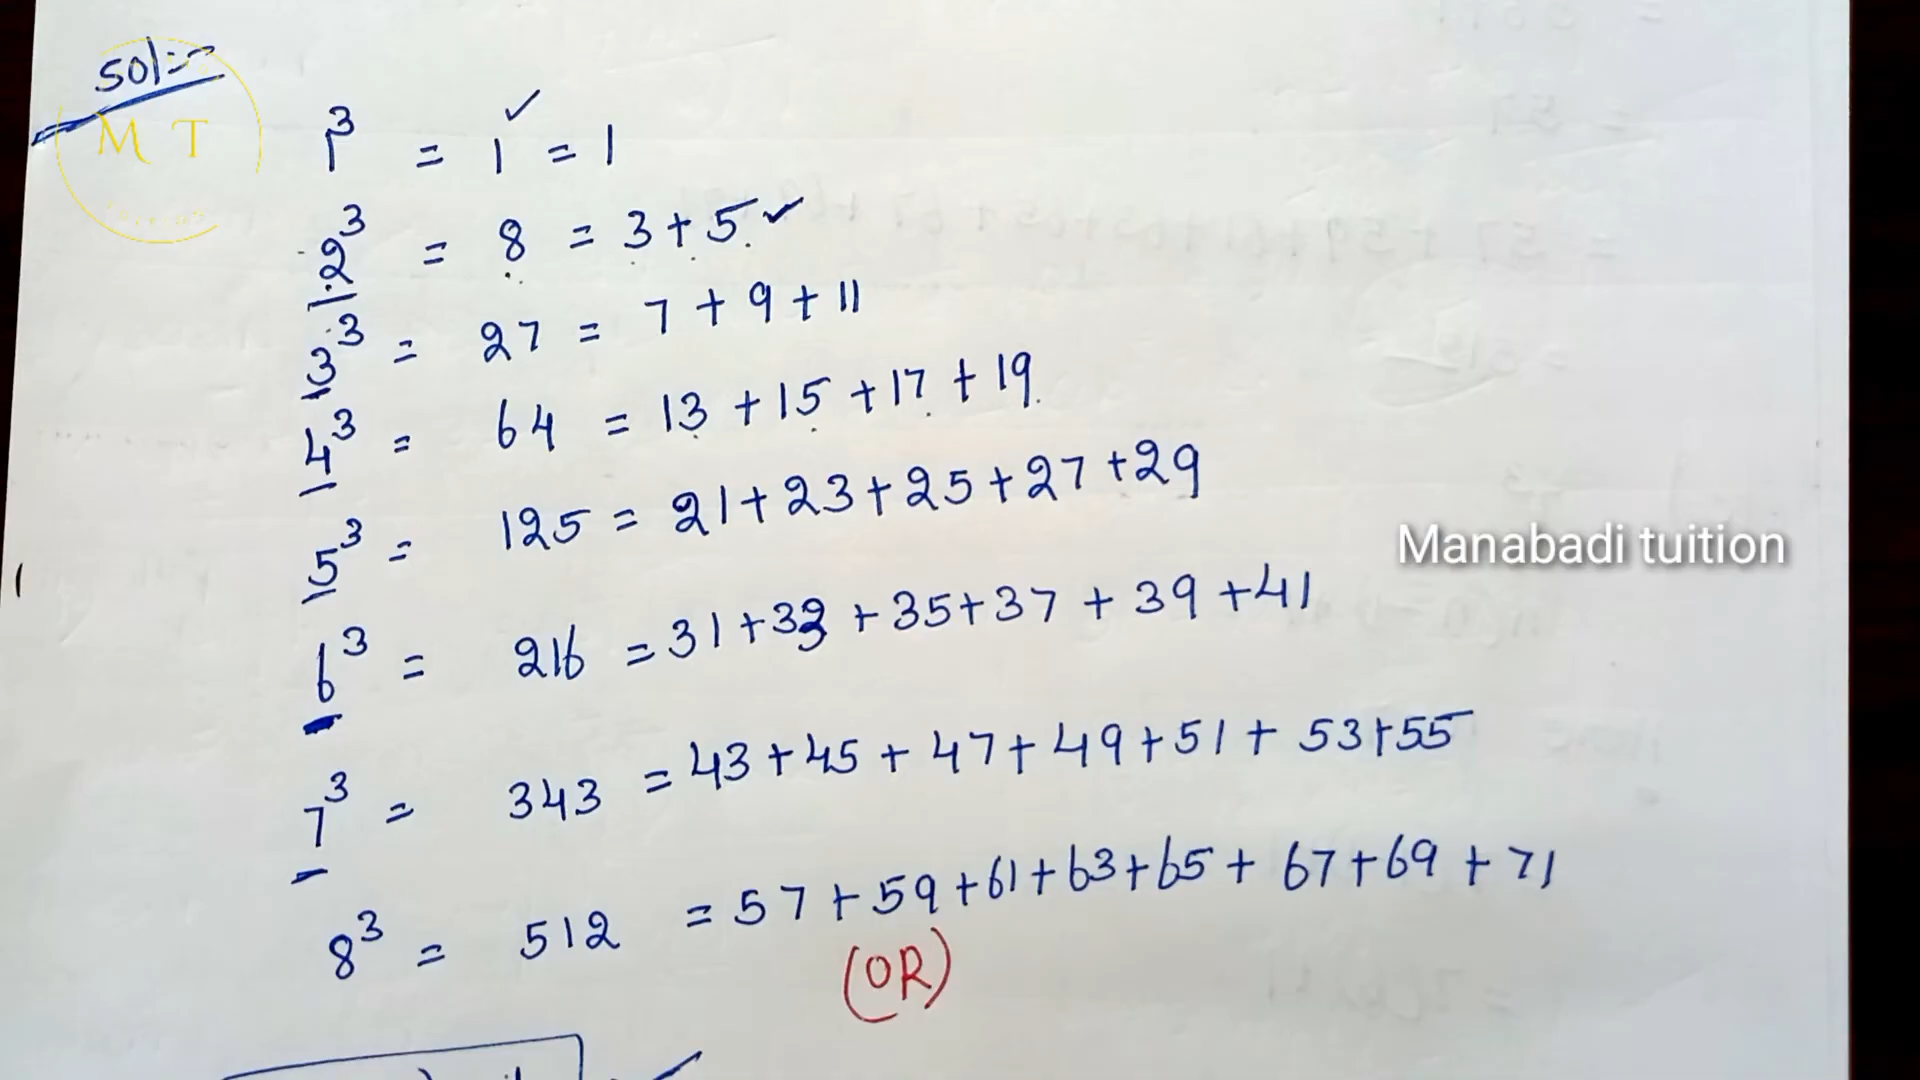 Sol:-
M T
1³ = 1 ✓ = 1
2³ = 8 = 3+5 ✓
3³ = 27 = 7+9+11
4³ = 64 = 13+15+17+19
5³ = 125 = 21+23+25+27+29
6³ = 216 = 31+33+35+37+39+41
Manabadi tuition
7³ = 343 = 43+45+47+49+51+53+55
8³ = 512 = 57+59+61+63+65+67+69+71
(OR)